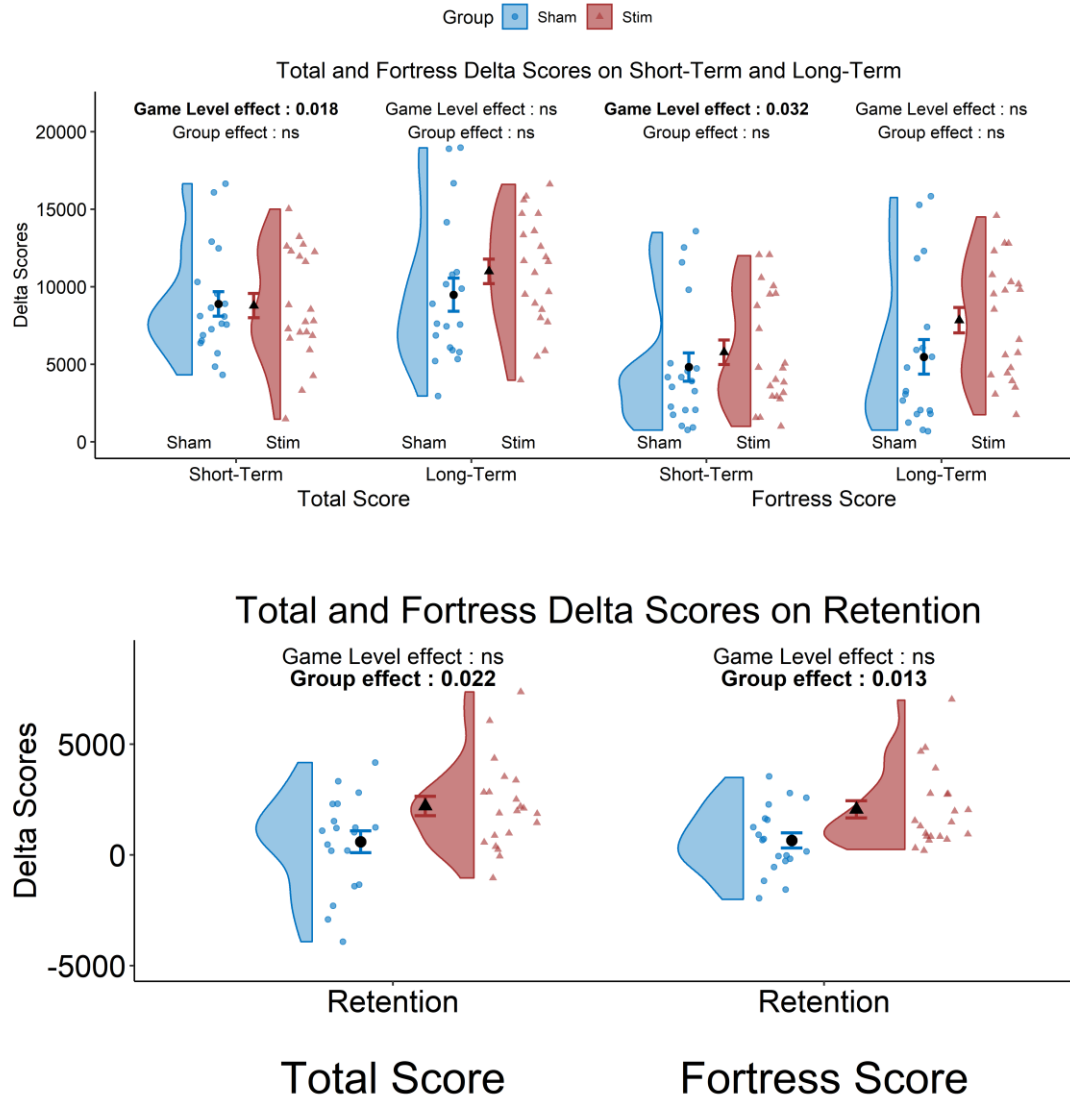 Group Sham Stim
Total and Fortress Delta Scores on Short-Term and Long-Term
Game Level effect : 0.018
Group effect : ns
Game Level effect : ns
Group effect : ns
Game Level effect : 0.032
Group effect : ns
Game Level effect : ns
Group effect : ns
Delta Scores
20000
15000
10000
5000
0
Sham Stim Sham Stim Sham Stim Sham Stim
Short-Term Long-Term Short-Term Long-Term
Total Score Fortress Score
Total and Fortress Delta Scores on Retention
Game Level effect : ns
Group effect : 0.022
Game Level effect : ns
Group effect : 0.013
Delta Scores
5000
0
-5000
Retention Retention
Total Score Fortress Score